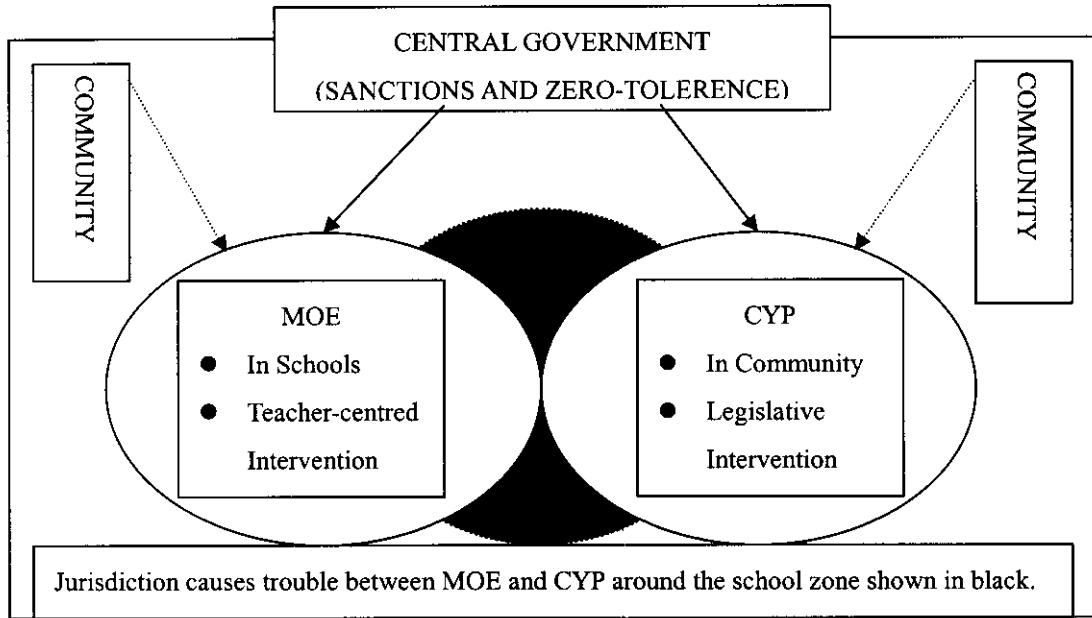 CENTRAL GOVERNMENT
(SANCTIONS AND ZERO-TOLERENCE)
COMMUNITY
COMMUNITY
MOE
● In Schools
● Teacher-centred
Intervention
CYP
● In Community
● Legislative
Intervention
Jurisdiction causes trouble between MOE and CYP around the school zone shown in black.